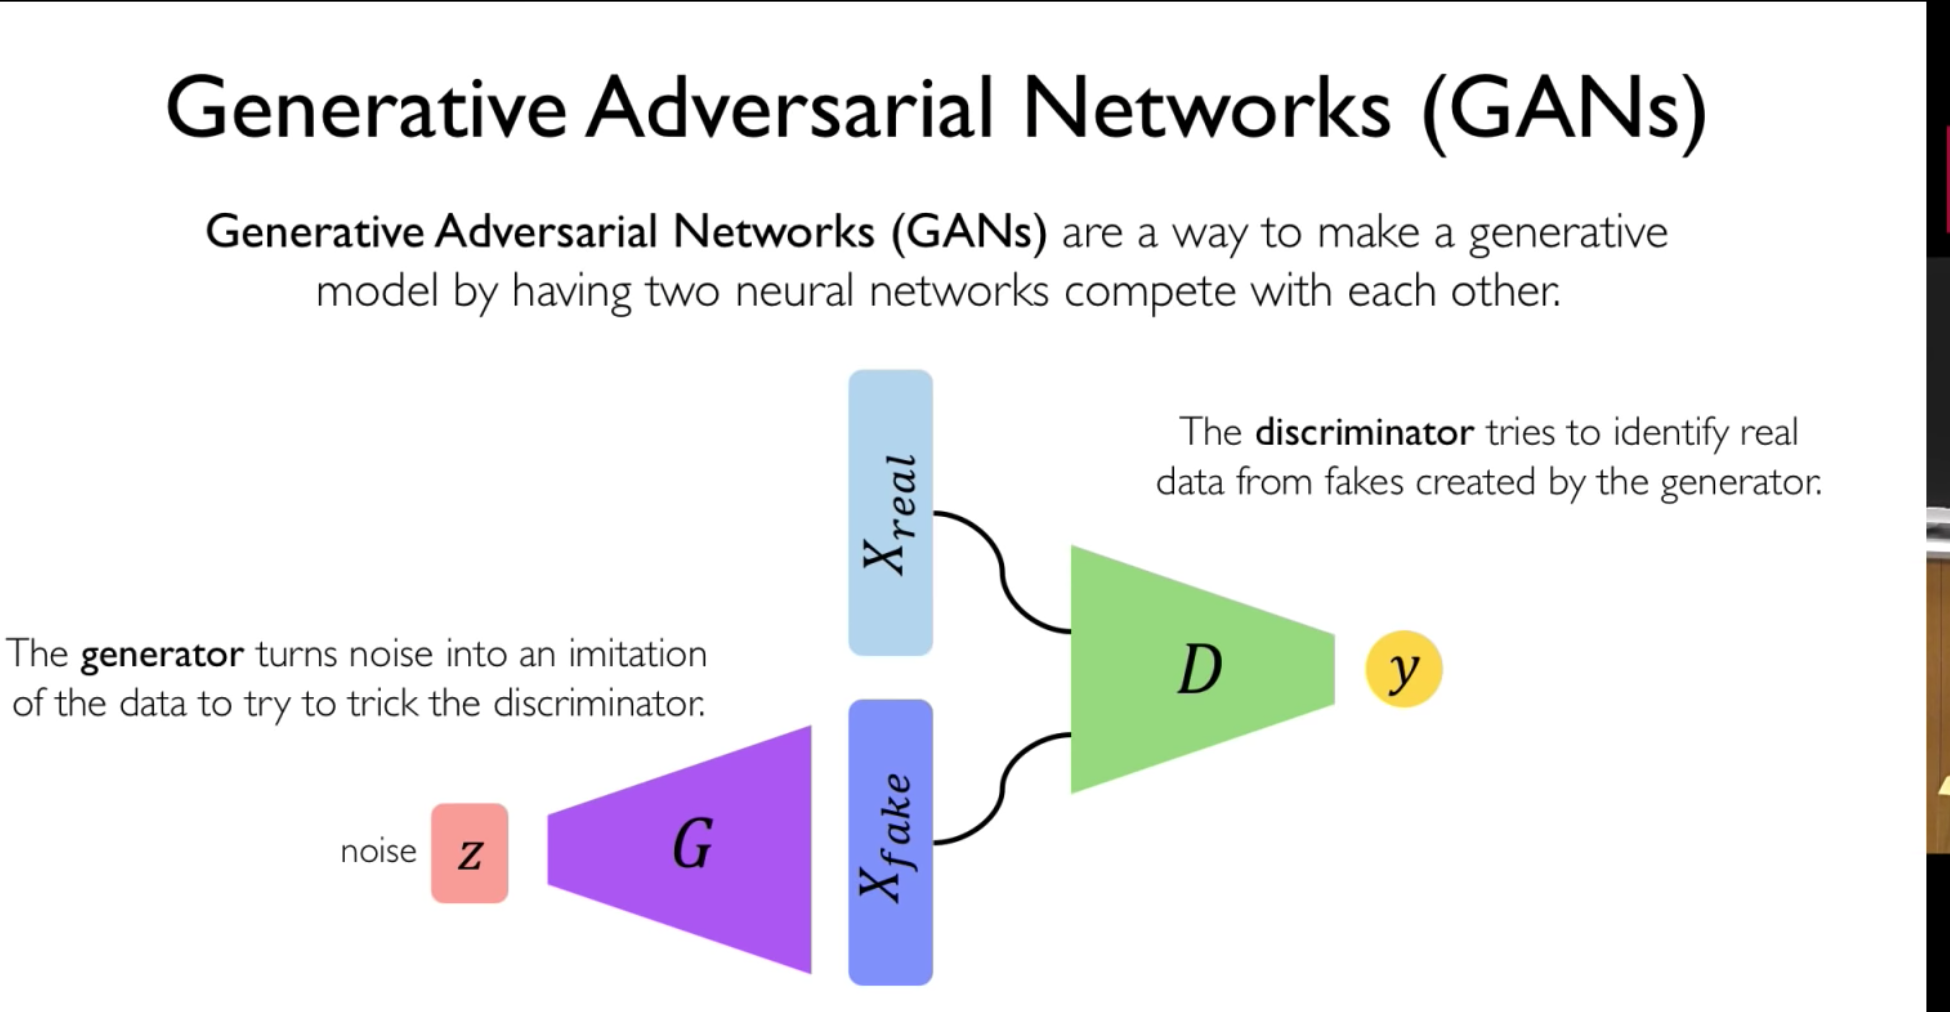 Generative Adversarial Networks (GANs)
Generative Adversarial Networks (GANs) are a way to make a generative
model by having two neural networks compete with each other.
The discriminator tries to identify real
data from fakes created by the generator.
X_real
The generator turns noise into an imitation
of the data to try to trick the discriminator.
D
y
noise
z
G
X_fake